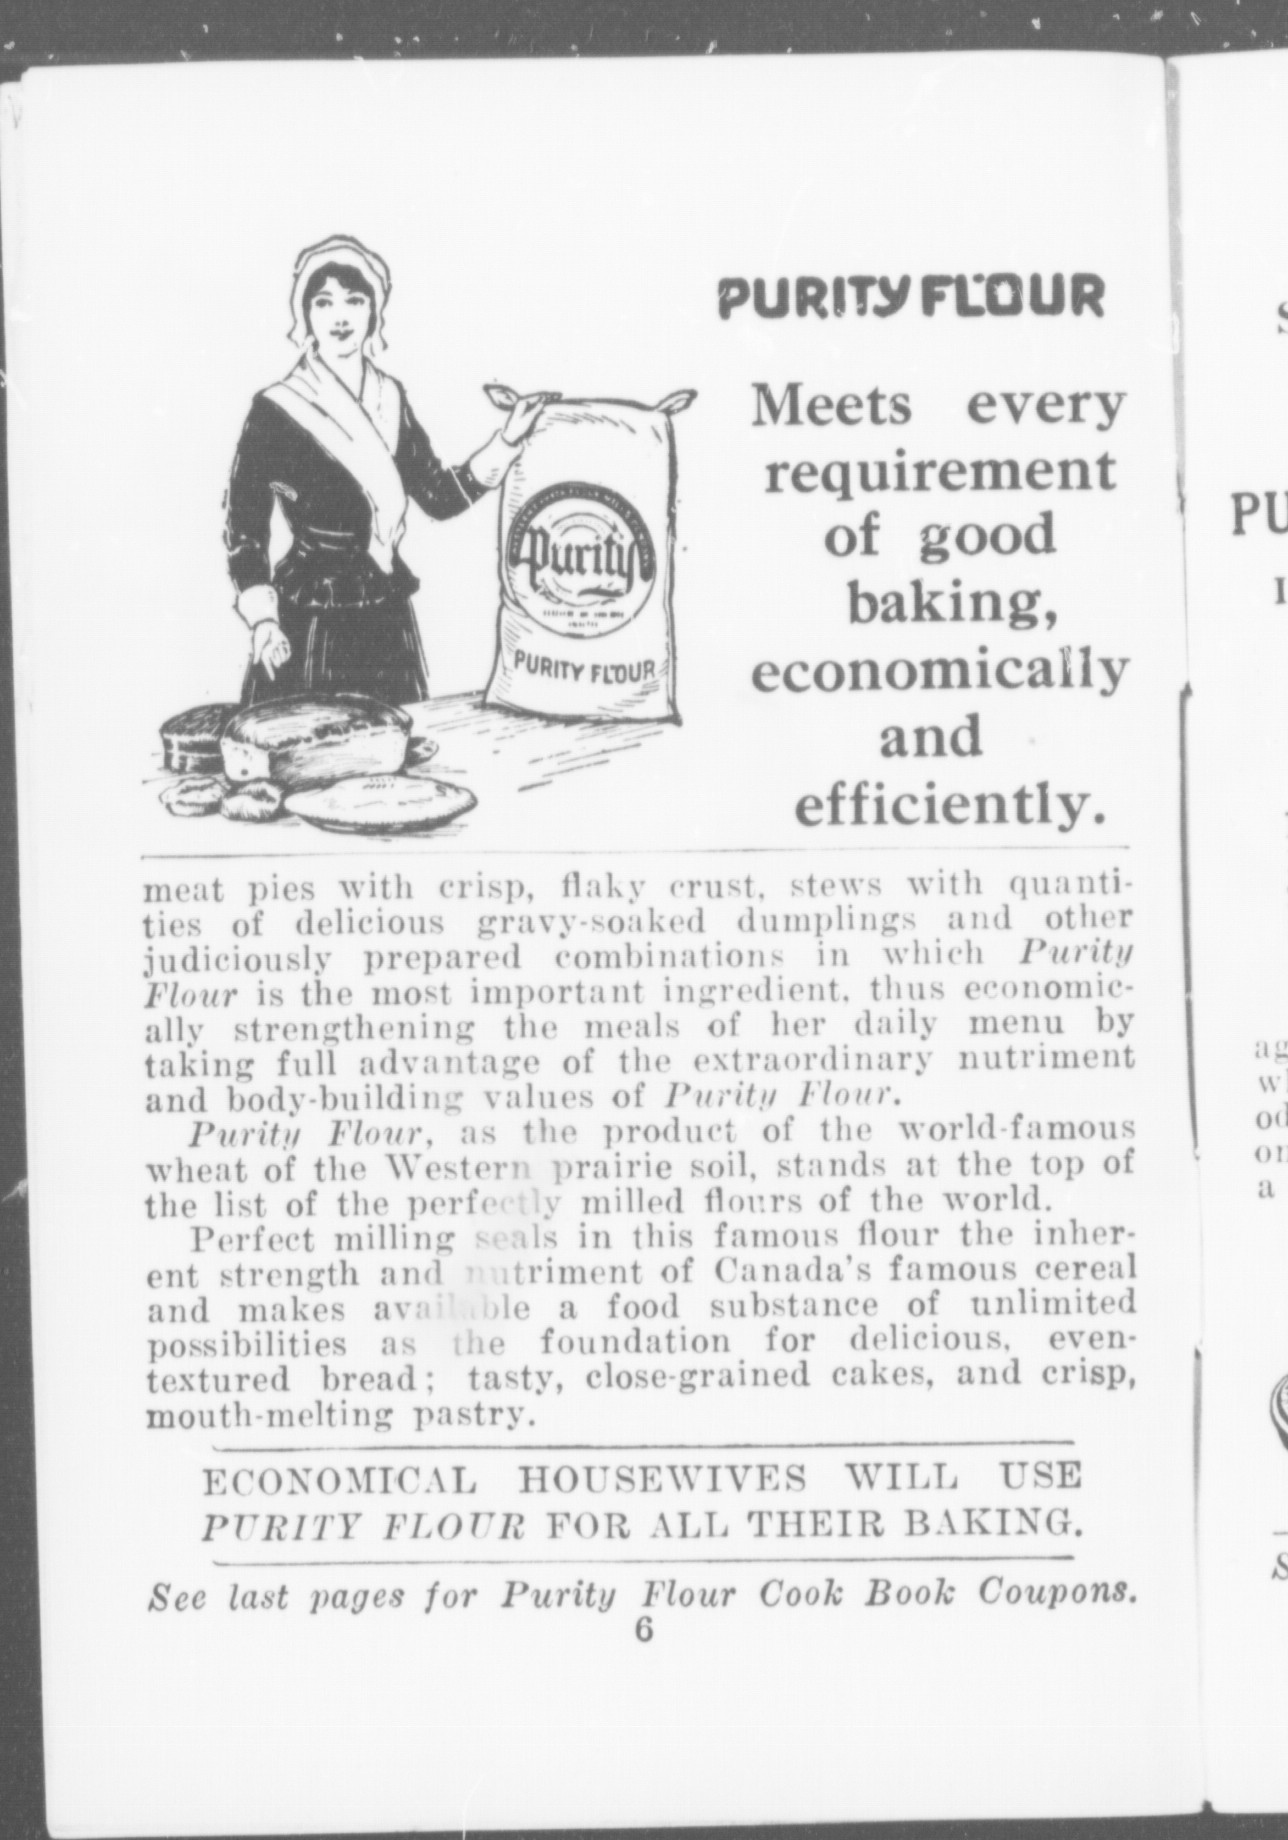 PURITY FLOUR
Meets every
requirement
of good
baking,
economically
and
efficiently.
Purity
PURITY FLOUR
meat pies with crisp, flaky crust, stews with quanti-
ties of delicious gravy-soaked dumplings and other
judiciously prepared combinations in which Purity
Flour is the most important ingredient, thus economic-
ally strengthening the meals of her daily menu by
taking full advantage of the extraordinary nutriment
and body-building values of Purity Flour.
Purity Flour, as the product of the world-famous
wheat of the Western prairie soil, stands at the top of
the list of the perfectly milled flours of the world.
Perfect milling seals in this famous flour the inher-
ent strength and nutriment of Canada's famous cereal
and makes available a food substance of unlimited
possibilities as the foundation for delicious, even-
textured bread; tasty, close-grained cakes, and crisp,
mouth-melting pastry.
ECONOMICAL HOUSEWIVES WILL USE
PURITY FLOUR FOR ALL THEIR BAKING.
See last pages for Purity Flour Cook Book Coupons.
6